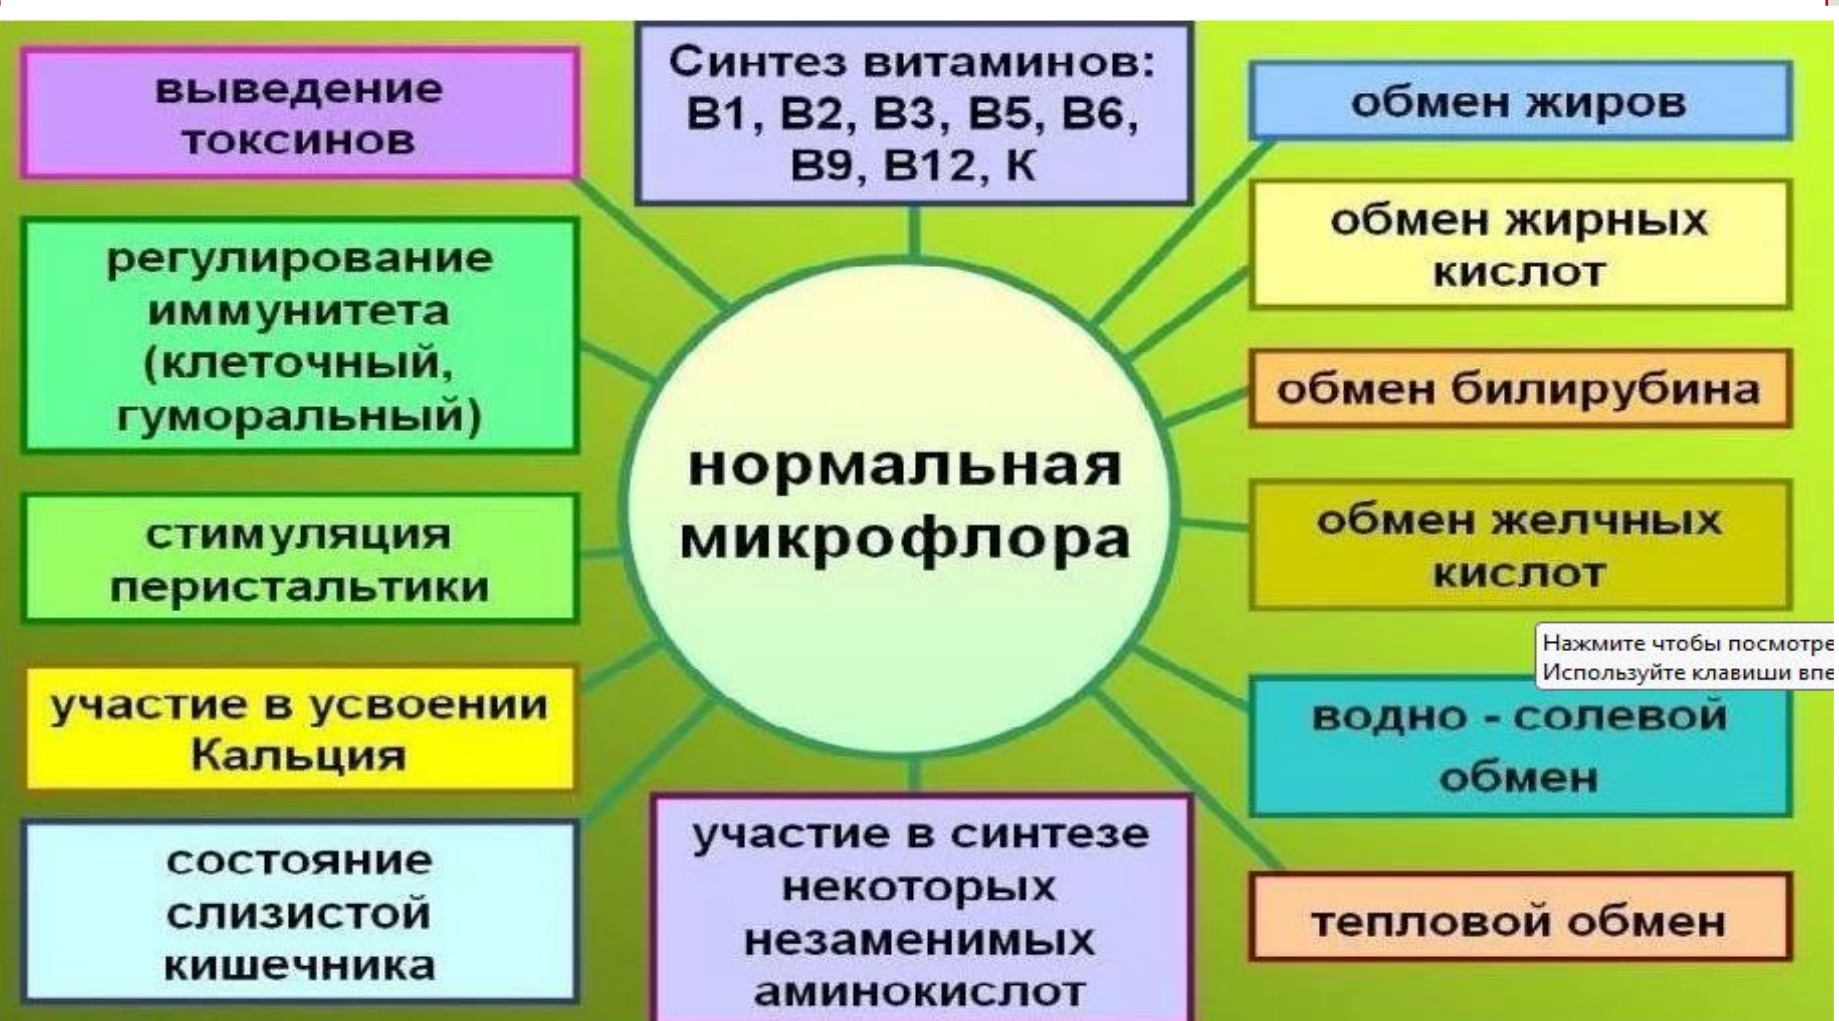 выведение
токсинов
Синтез витаминов:
В1, В2, В3, В5, В6,
В9, В12, К
обмен жиров
регулирование
иммунитета
(клеточный,
гуморальный)
обмен жирных
кислот
обмен билирубина
нормальная
микрофлора
стимуляция
перистальтики
обмен желчных
кислот
Нажмите чтобы посмотре
Используйте клавиши впе
участие в усвоении
Кальция
водно - солевой
обмен
состояние
слизистой
кишечника
участие в синтезе
некоторых
незаменимых
аминокислот
тепловой обмен